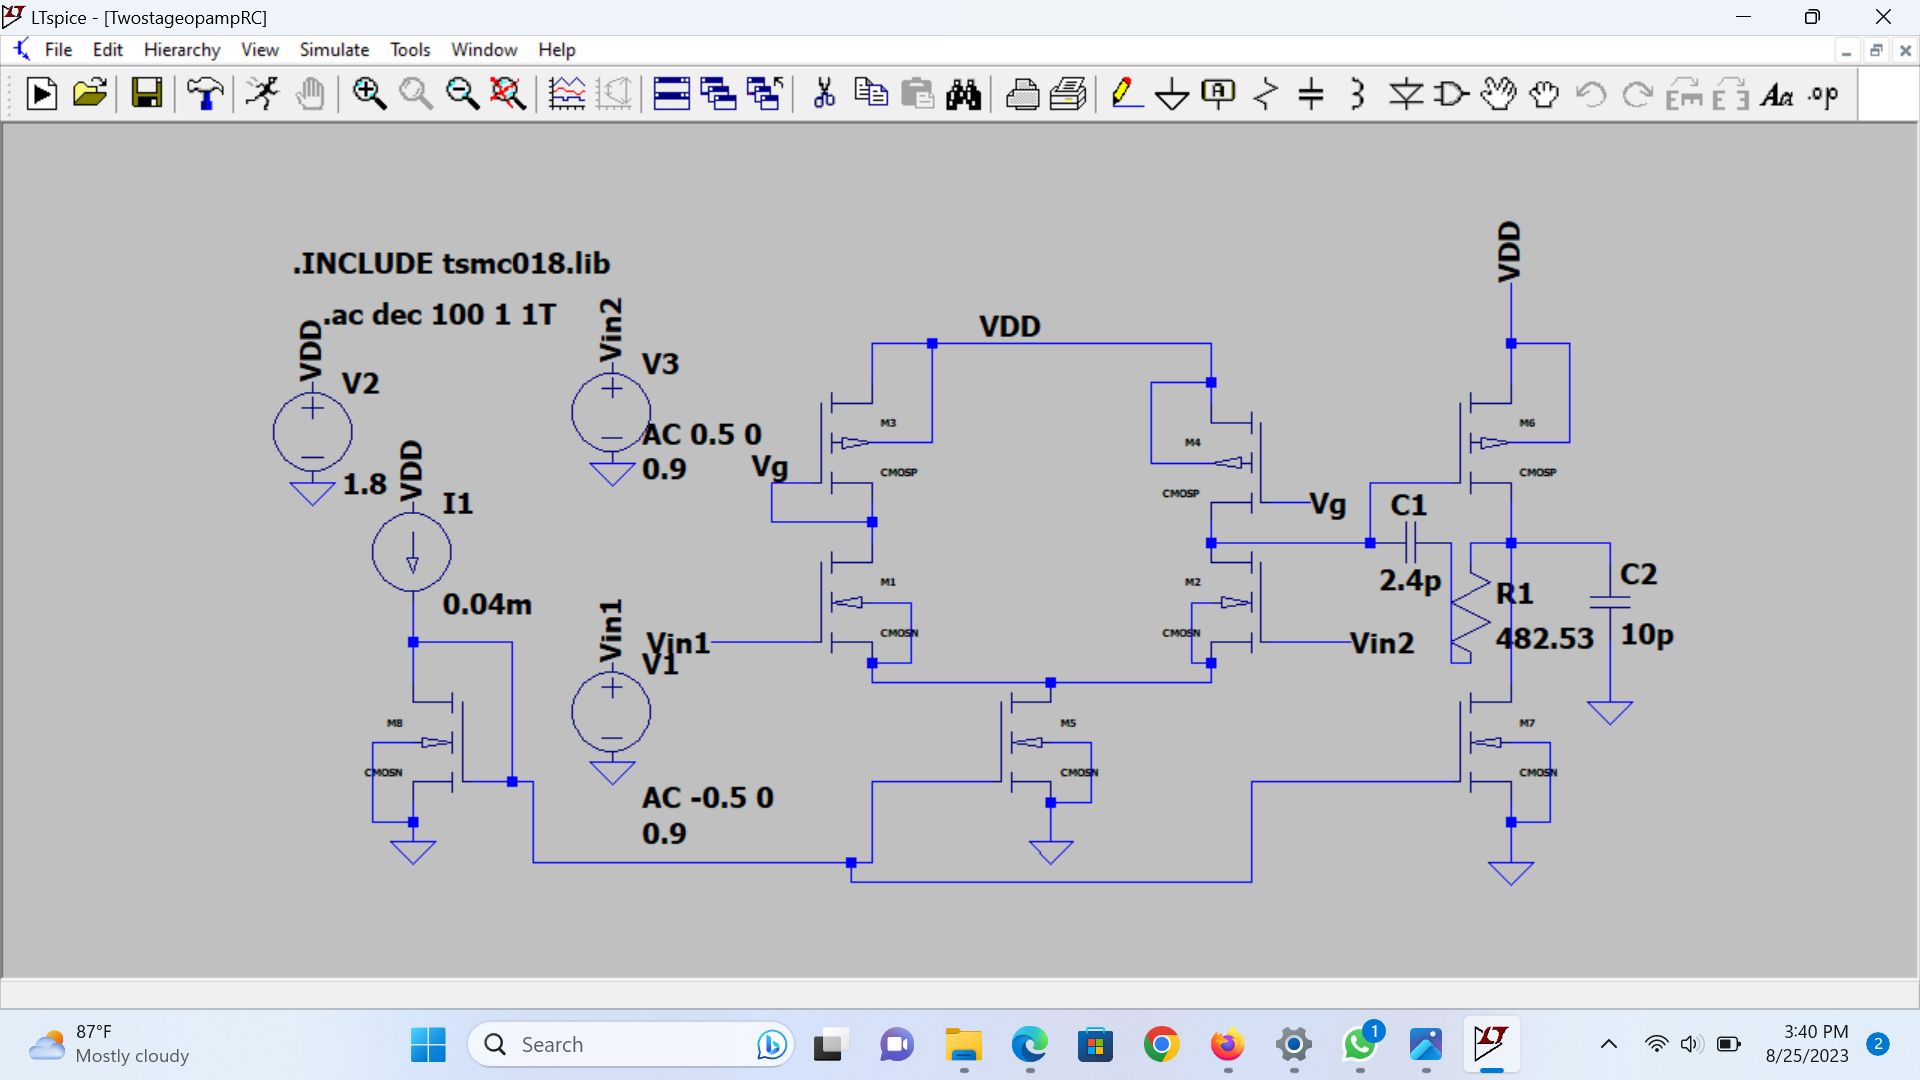 LTspice - [TwostageopampRC]
File Edit Hierarchy View Simulate Tools Window Help
A
Aa .op
.INCLUDE tsmc018.lib
.ac dec 100 1 1T
VDD
V2
1.8
VDD
I1
0.04m
Vin2
V3
AC 0.5 0
0.9
Vin1
V1
AC -0.5 0
0.9
VDD
M3
CMOSP
Vg
M4
CMOSP
Vg
M1
CMOSN
Vin1
M2
CMOSN
Vin2
M8
CMOSN
M5
CMOSN
VDD
M6
CMOSP
C1
2.4p
R1
482.53
C2
10p
M7
CMOSN
87°F
Mostly cloudy
Search
1
LT
3:40 PM
8/25/2023
2